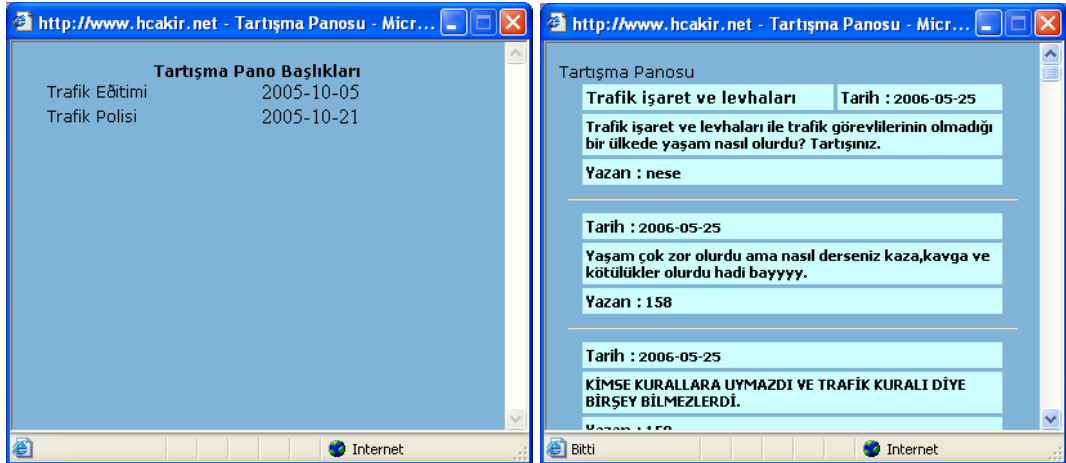 http://www.hcakir.net - Tartışma Panosu - Micr...
Tartışma Pano Başlıkları
Trafik Eðitimi 2005-10-05
Trafik Polisi 2005-10-21
Internet
http://www.hcakir.net - Tartışma Panosu - Micr...
Tartışma Panosu
Trafik işaret ve levhaları Tarih : 2006-05-25
Trafik işaret ve levhaları ile trafik görevlilerinin olmadığı
bir ülkede yaşam nasıl olurdu? Tartışınız.
Yazan : nese
Tarih : 2006-05-25
Yaşam çok zor olurdu ama nasıl derseniz kaza,kavga ve
kötülükler olurdu hadi bayyyy.
Yazan : 158
Tarih : 2006-05-25
KİMSE KURALLARA UYMAZDI VE TRAFİK KURALI DİYE
BİRŞEY BİLMEZLERDİ.
Yazan : 158
Bitti Internet